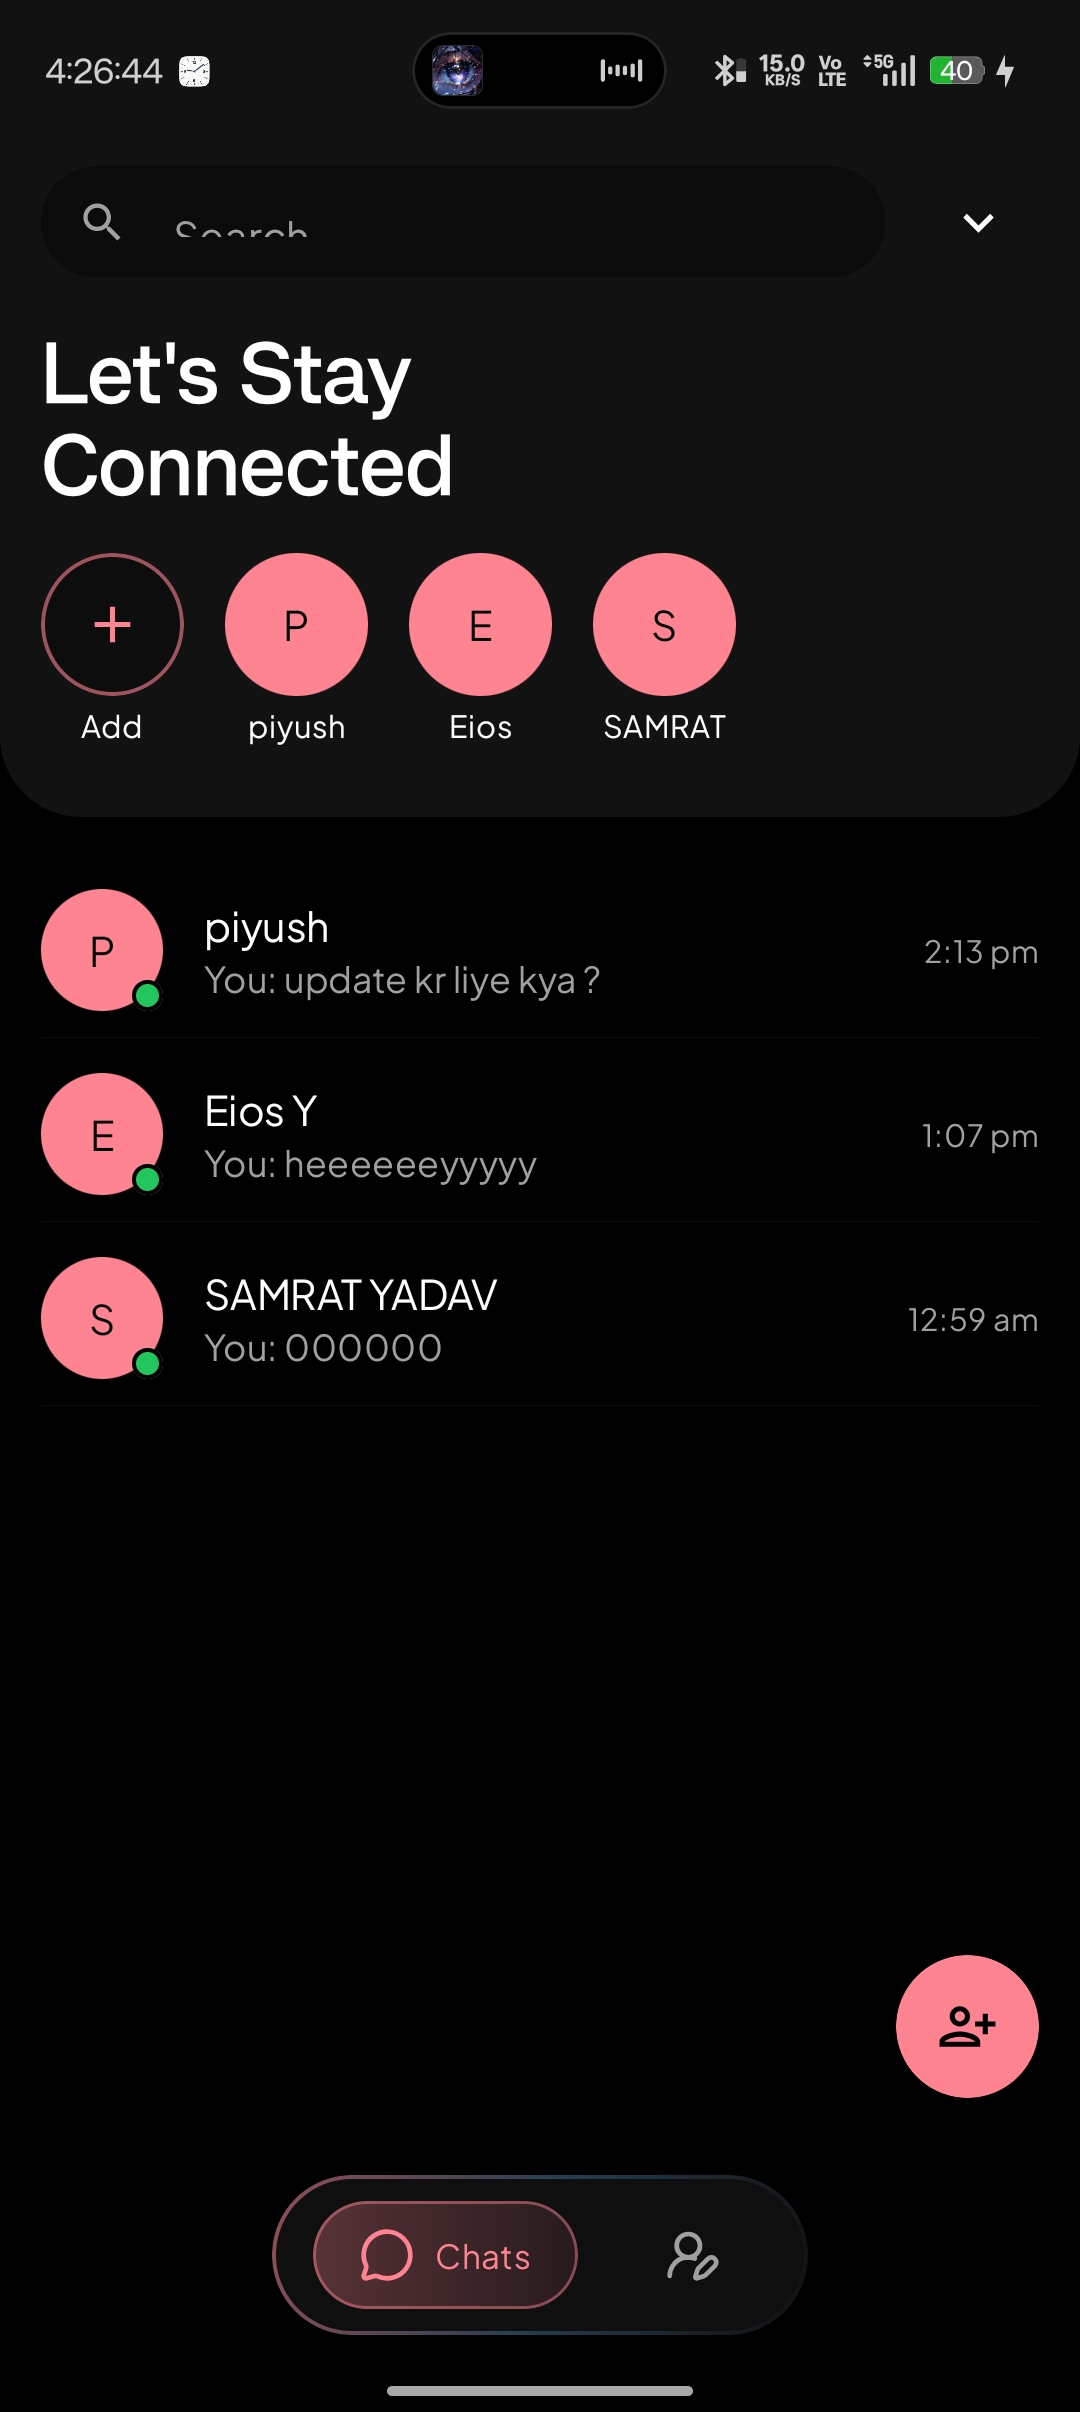 4:26:44
15.0 KB/S Vo LTE 5G 40
Search
Let's Stay
Connected
P E S
Add piyush Eios SAMRAT
P
piyush
You: update kr liye kya ?
2:13 pm
E
Eios Y
You: heeeeeeyyyyy
1:07 pm
S
SAMRAT YADAV
You: 000000
12:59 am
Chats